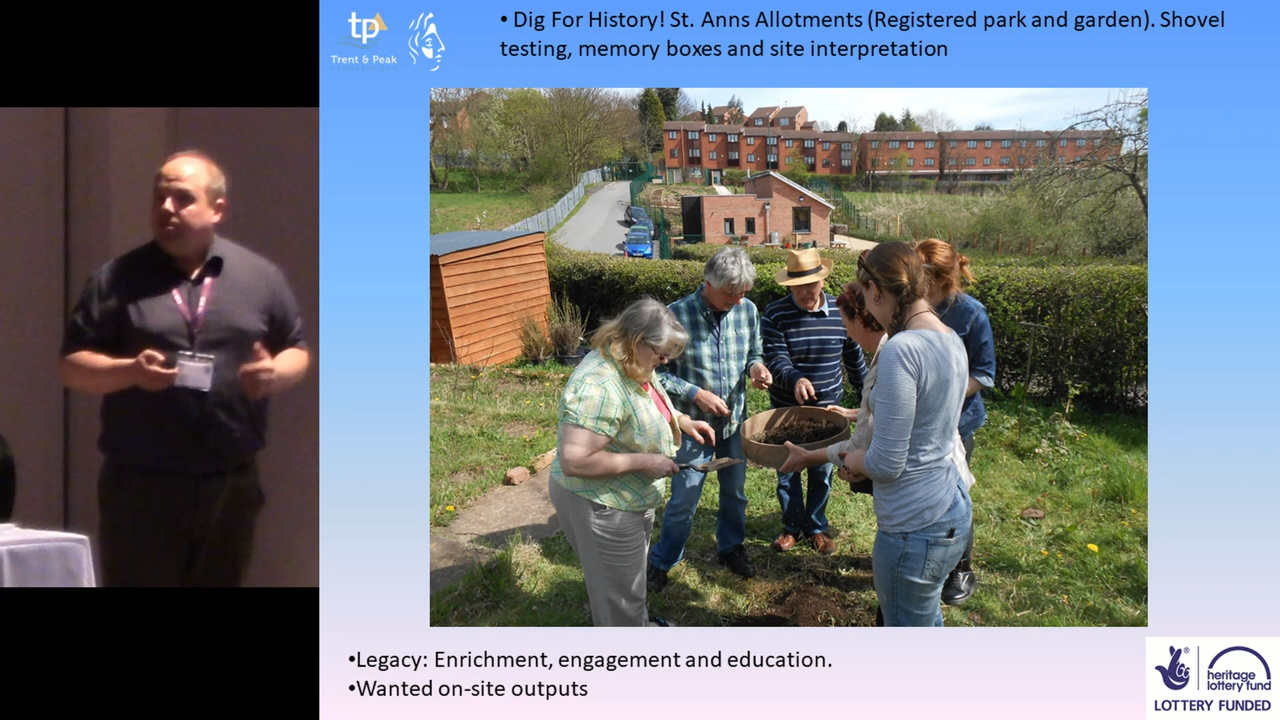 • Dig For History! St. Anns Allotments (Registered park and garden). Shovel
testing, memory boxes and site interpretation
tp
Trent & Peak
•Legacy: Enrichment, engagement and education.
•Wanted on-site outputs
heritage
lottery fund
LOTTERY FUNDED